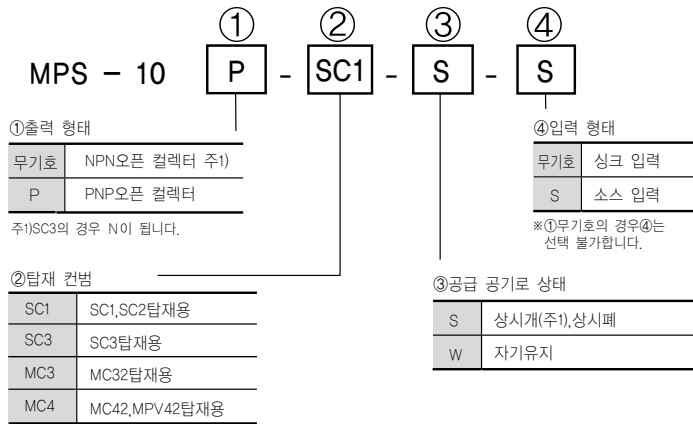 ① ② ③ ④
MPS - 10 P - SC1 - S - S
①출력 형태
무기호 NPN오픈 컬렉터 주1)
P PNP오픈 컬렉터
주1)SC3의 경우 N이 됩니다.
②탑재 컨범
SC1 SC1,SC2탑재용
SC3 SC3탑재용
MC3 MC32탑재용
MC4 MC42,MPV42탑재용
④입력 형태
무기호 싱크 입력
S 소스 입력
※①무기호의 경우④는
선택 불가합니다.
③공급 공기로 상태
S 상시개(주1),상시폐
W 자기유지